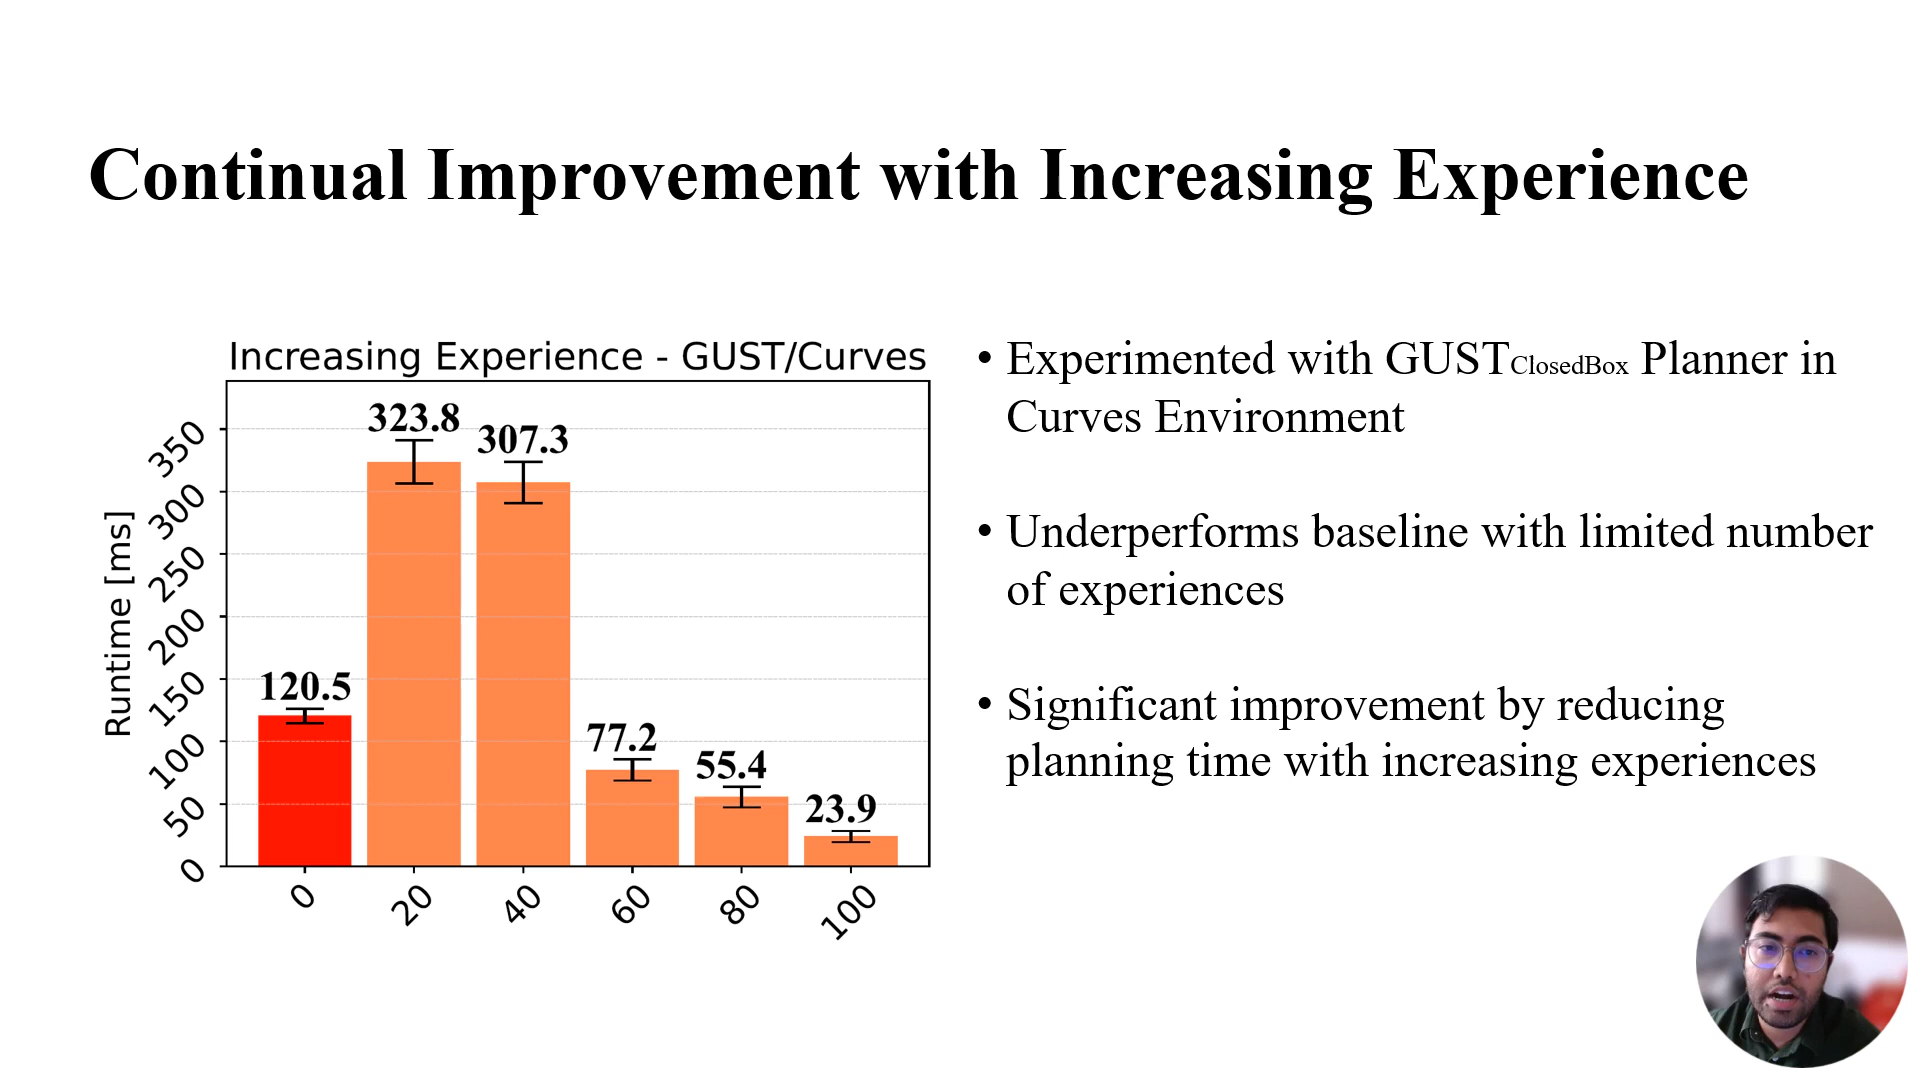 Continual Improvement with Increasing Experience
Increasing Experience - GUST/Curves
Runtime [ms]
350
300
250
200
150
100
50
0
120.5
323.8
307.3
77.2
55.4
23.9
0
20
40
60
80
100
• Experimented with GUSTClosedBox Planner in
Curves Environment
• Underperforms baseline with limited number
of experiences
• Significant improvement by reducing
planning time with increasing experiences